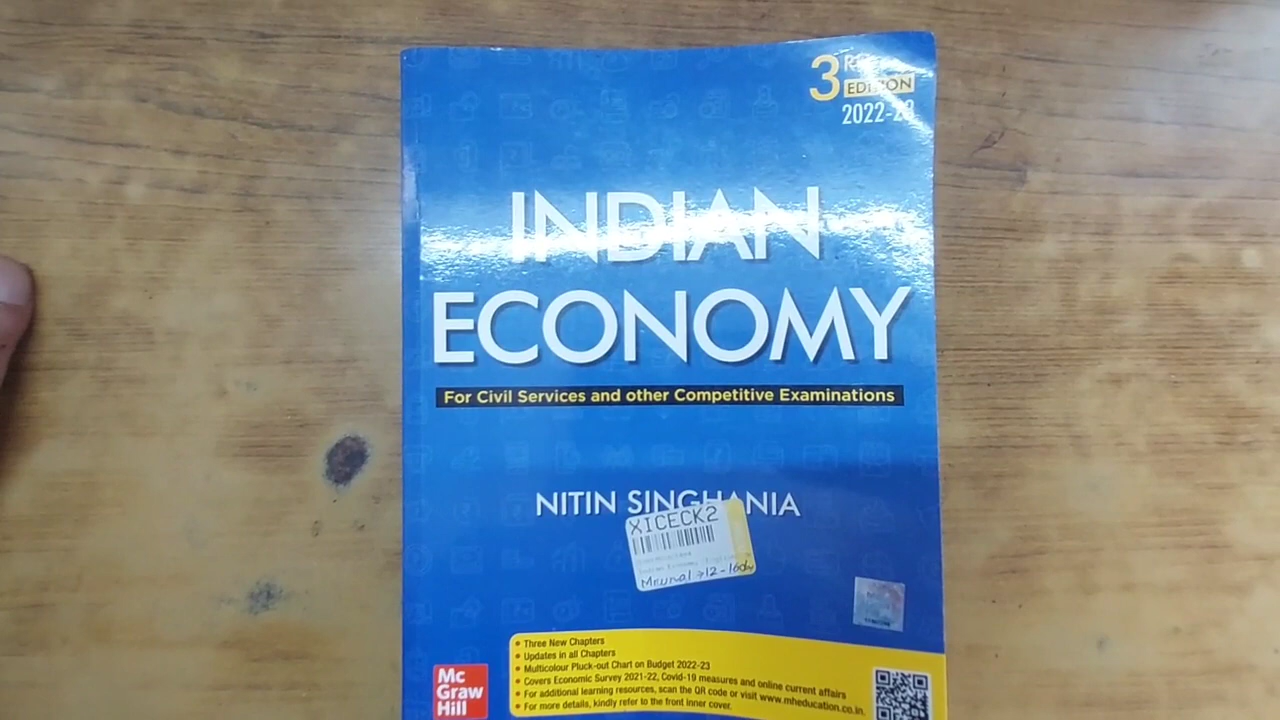 3
EDITION
2022-23
INDIAN
ECONOMY
For Civil Services and other Competitive Examinations
NITIN SINGHANIA
XICECK2
Indian Economy
Mrunal
• Three New Chapters
• Updates in all Chapters
• Multicolour Pluck-out Chart on Budget 2022-23
• Covers Economic Survey 2021-22, Covid-19 measures and online current affairs
• For additional learning resources, scan the QR code or visit www.mheducation.co.in.
• For more details, kindly refer to the front inner cover.
Mc
Graw
Hill